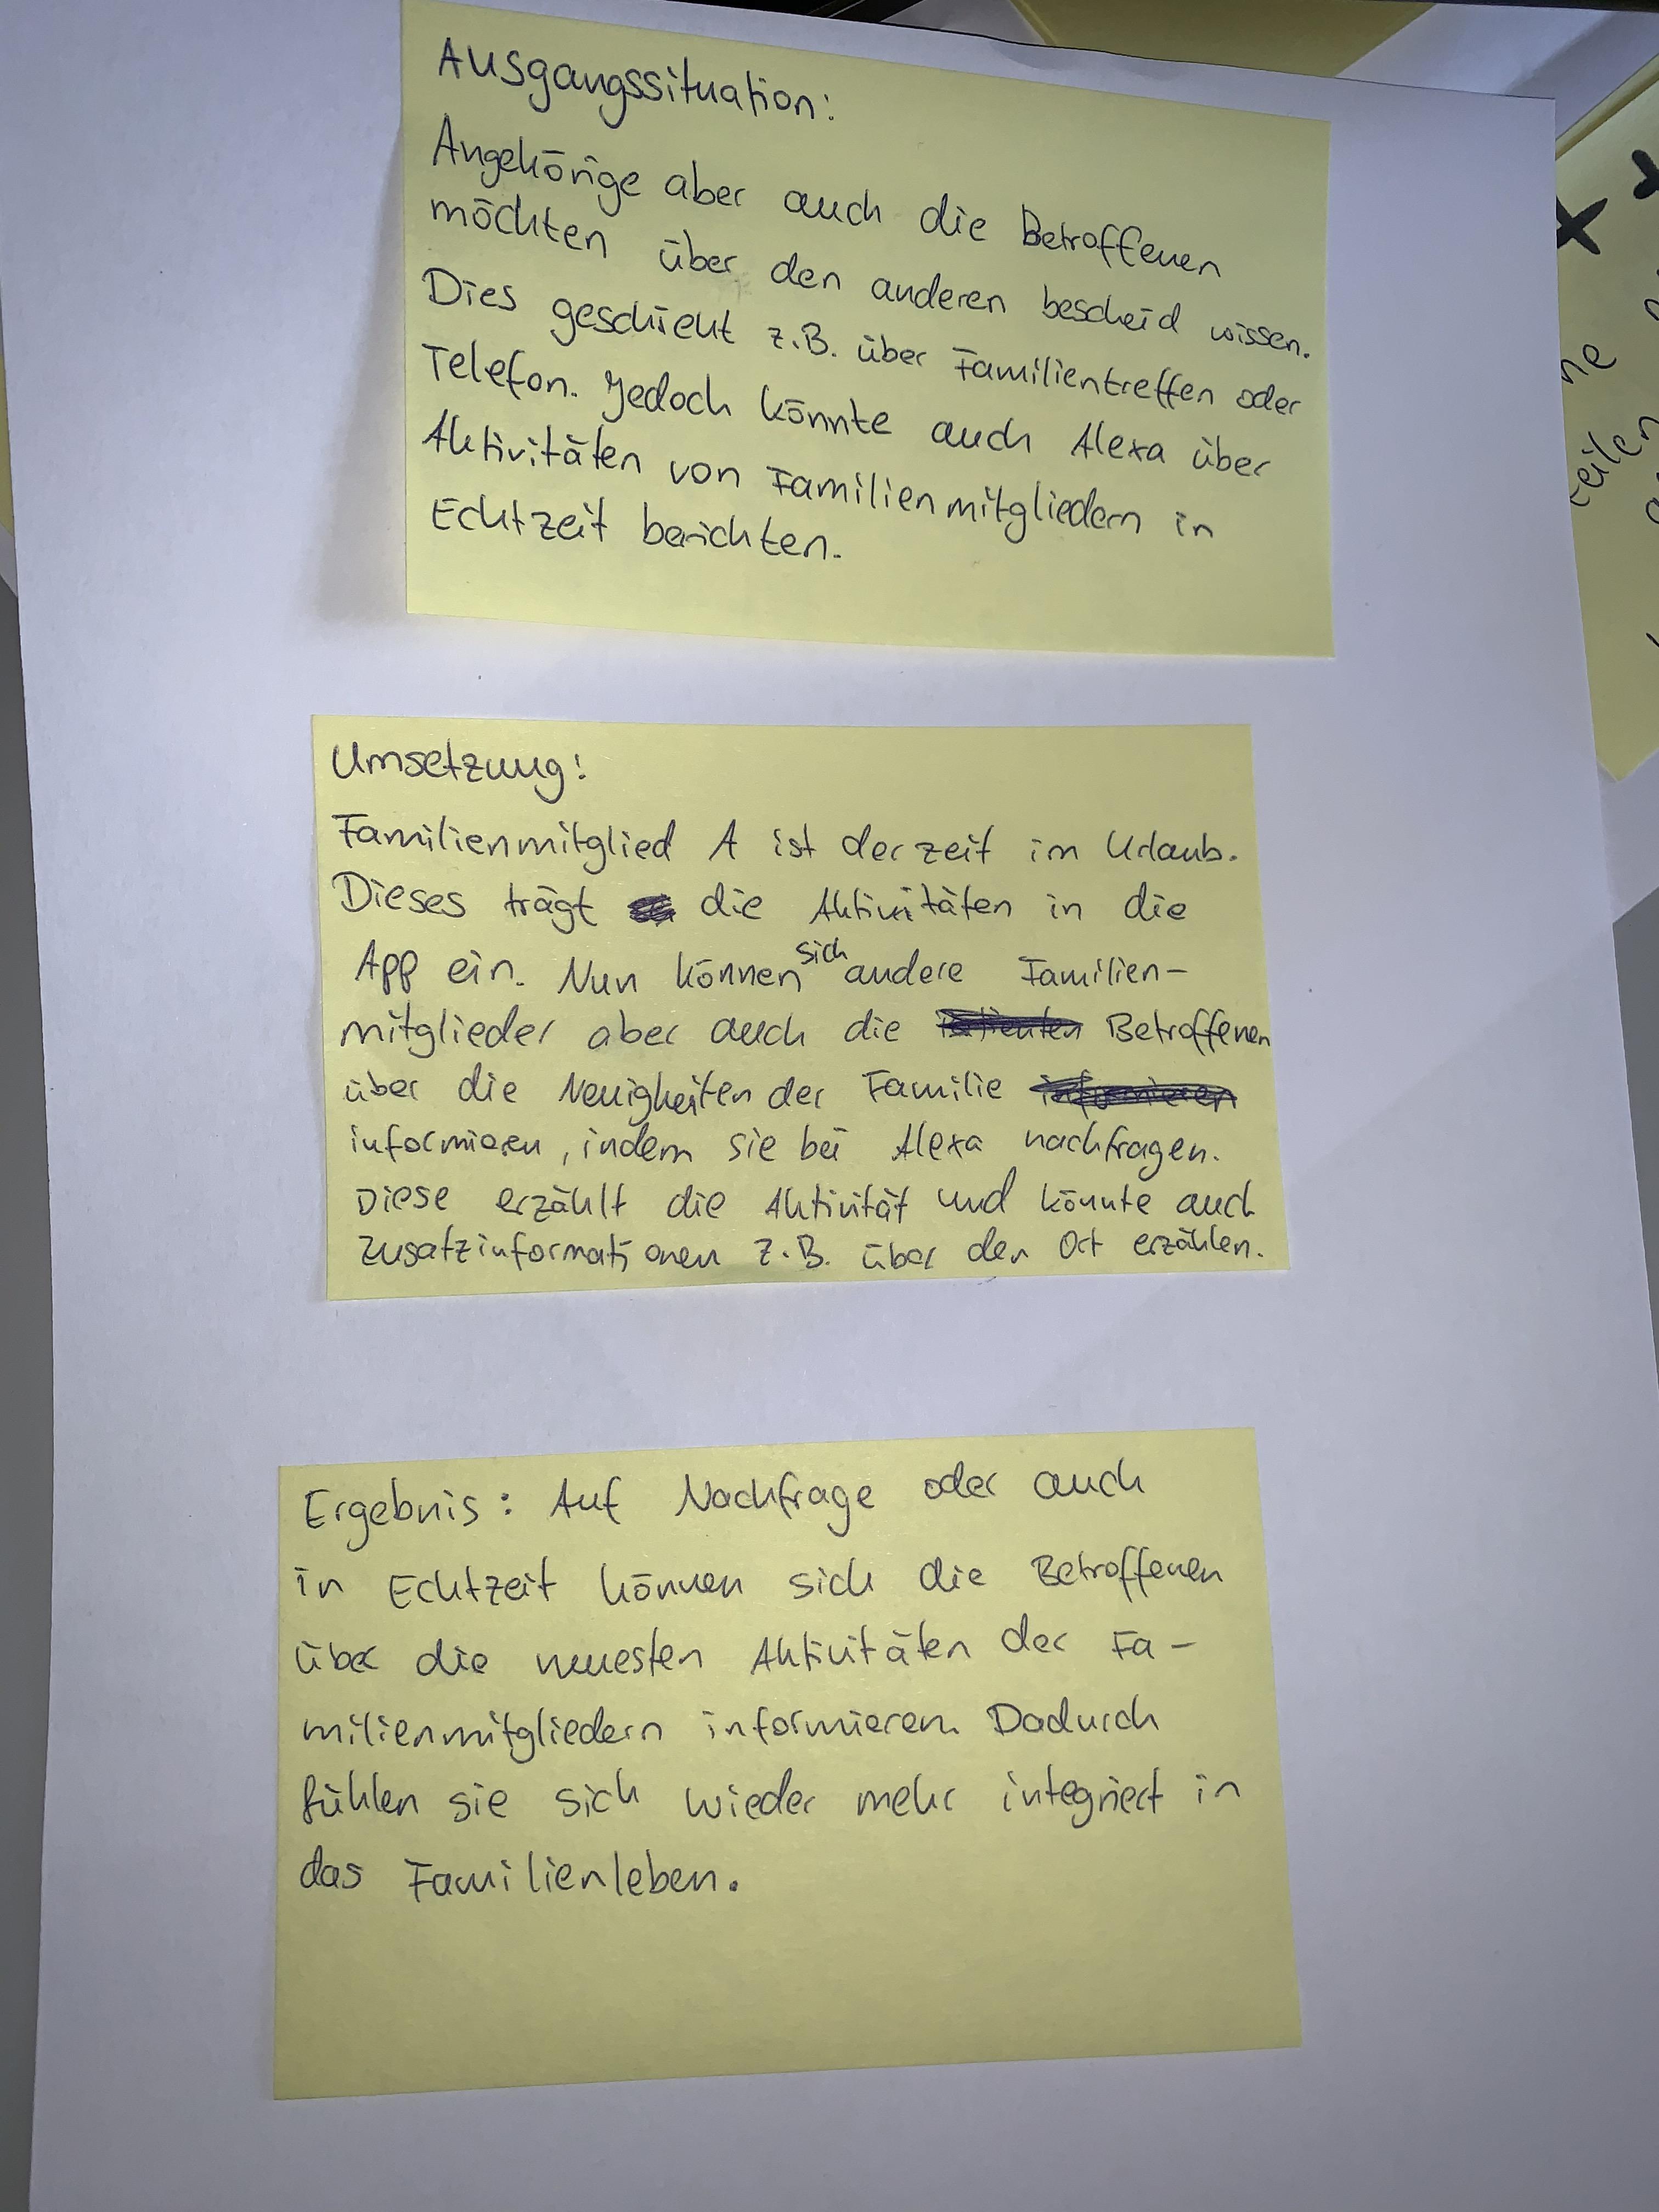 Ausgangssituation:
Angehörige aber auch die Betroffenen
möchten über den anderen bescheid wissen.
Dies geschieht z.B. über Familientreffen oder
Telefon. Jedoch könnte auch Alexa über
Aktivitäten von Familienmitgliedern in
Echtzeit berichten.
Umsetzung:
Familienmitglied A ist derzeit im Urlaub.
Dieses trägt die Aktivitäten in die
App ein. Nun können sich andere Familien-
mitglieder aber auch die Betroffenen
über die Neuigkeiten der Familie
informieren, indem sie bei Alexa nachfragen.
Diese erzählt die Aktivität und könnte auch
Zusatzinformationen z.B. über den Ort erzählen.
Ergebnis: Auf Nachfrage oder auch
in Echtzeit können sich die Betroffenen
über die neuesten Aktivitäten der Fa-
milienmitgliedern informieren. Dadurch
fühlen sie sich wieder mehr integriert in
das Familienleben.